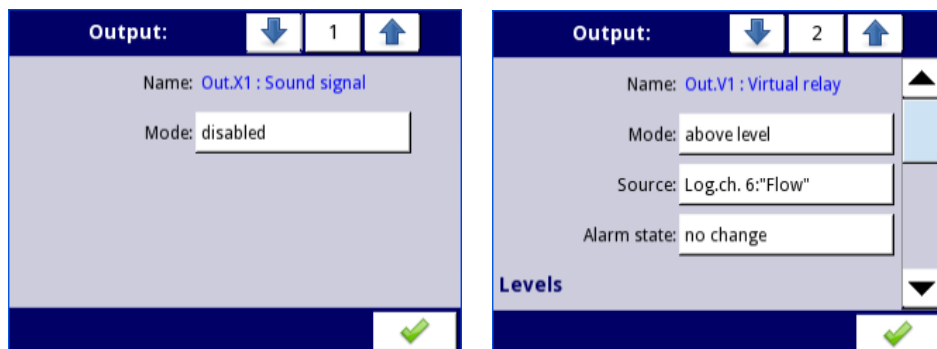 Output: 1
Name: Out.X1 : Sound signal
Mode: disabled
Output: 2
Name: Out.V1 : Virtual relay
Mode: above level
Source: Log.ch. 6:"Flow"
Alarm state: no change
Levels